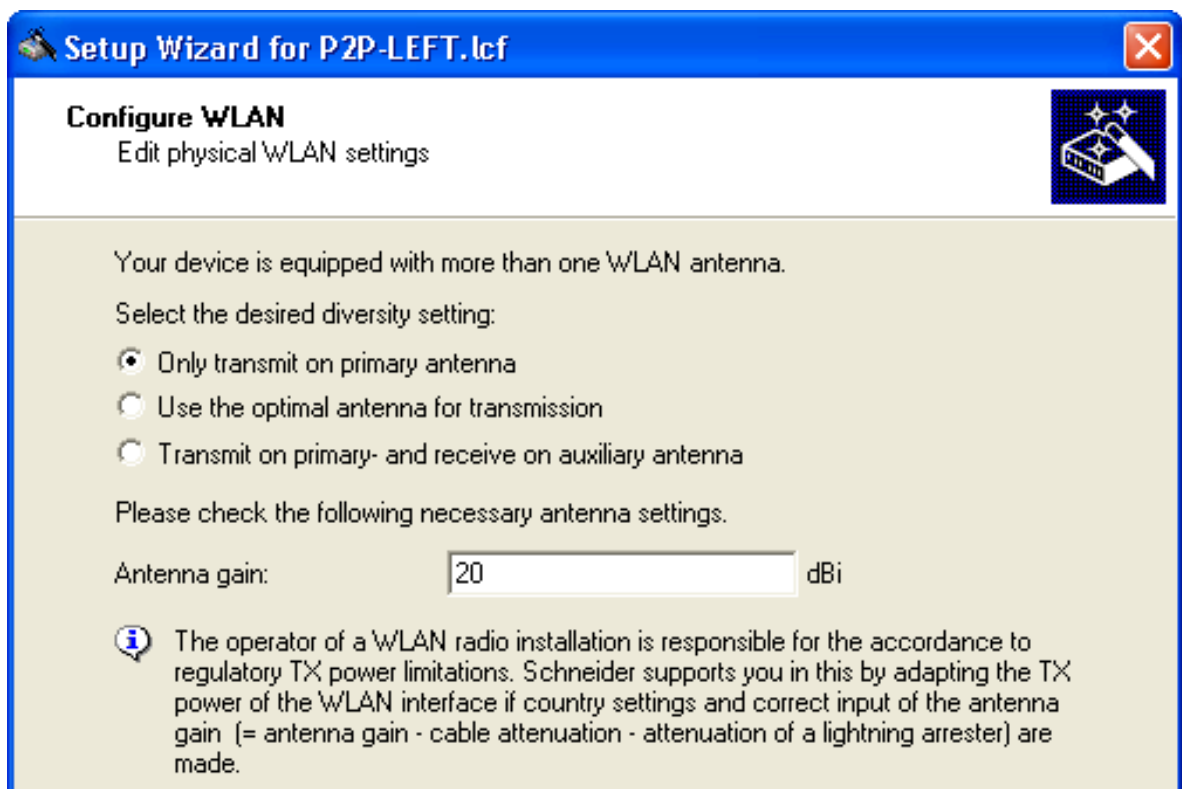 Setup Wizard for P2P-LEFT.lcf
Configure WLAN
Edit physical WLAN settings
Your device is equipped with more than one WLAN antenna.
Select the desired diversity setting:
Only transmit on primary antenna
Use the optimal antenna for transmission
Transmit on primary- and receive on auxiliary antenna
Please check the following necessary antenna settings.
Antenna gain: 20 dBi
The operator of a WLAN radio installation is responsible for the accordance to
regulatory TX power limitations. Schneider supports you in this by adapting the TX
power of the WLAN interface if country settings and correct input of the antenna
gain (= antenna gain - cable attenuation - attenuation of a lightning arrester) are
made.